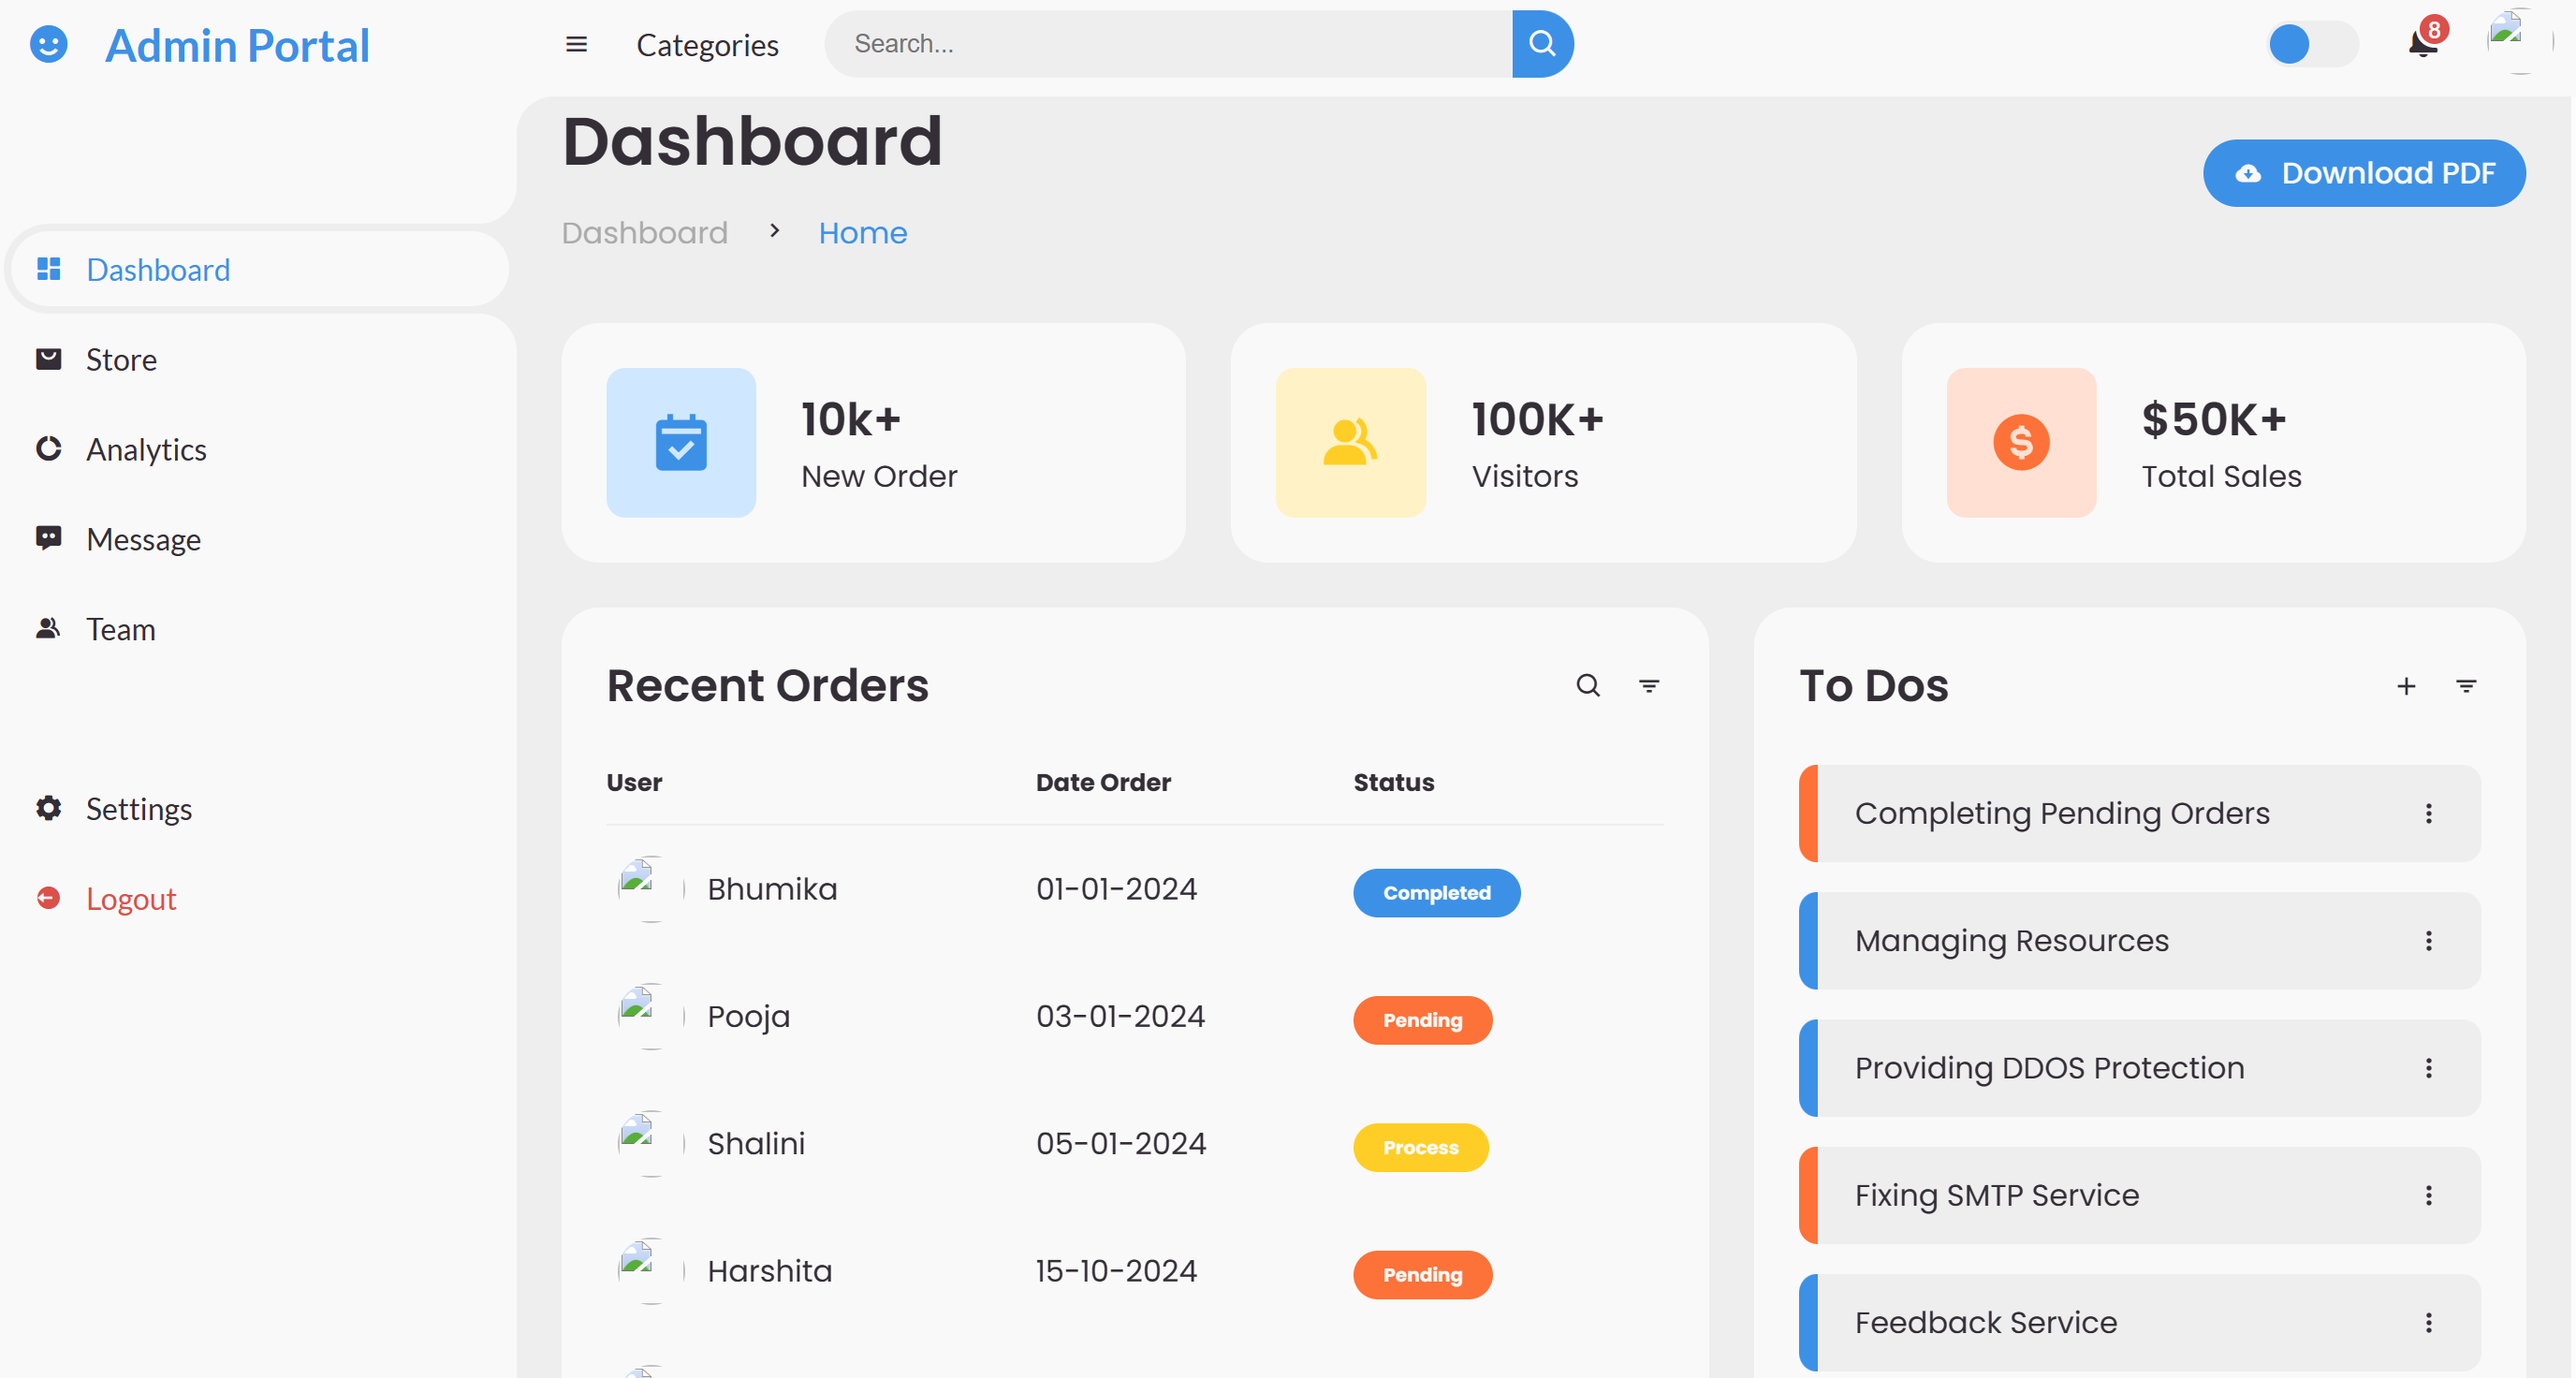 Admin Portal
Categories
Search...
8
Dashboard
Download PDF
Dashboard
Home
Dashboard
Store
Analytics
Message
Team
Settings
Logout
10k+
New Order
100K+
Visitors
$50K+
Total Sales
Recent Orders
User Date Order Status
Bhumika 01-01-2024 Completed
Pooja 03-01-2024 Pending
Shalini 05-01-2024 Process
Harshita 15-10-2024 Pending
To Dos
Completing Pending Orders
Managing Resources
Providing DDOS Protection
Fixing SMTP Service
Feedback Service